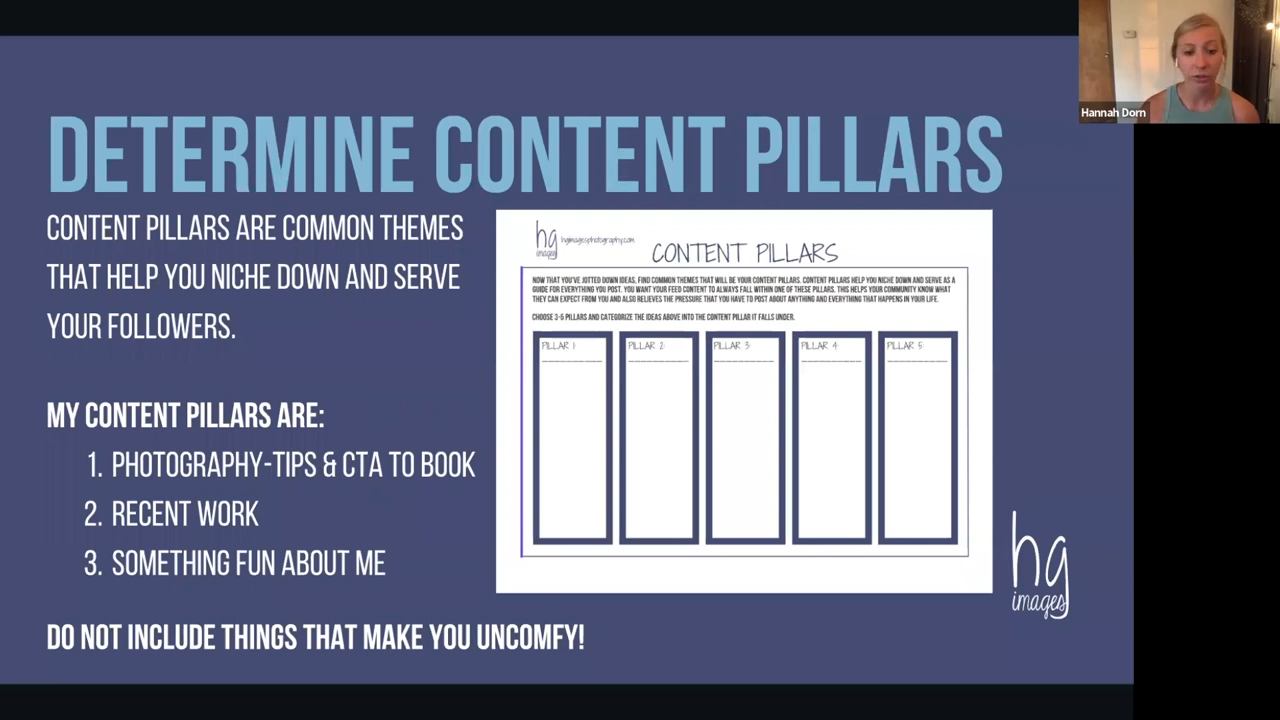 Hannah Dorn
DETERMINE CONTENT PILLARS
CONTENT PILLARS ARE COMMON THEMES
THAT HELP YOU NICHE DOWN AND SERVE
YOUR FOLLOWERS.
MY CONTENT PILLARS ARE:
1. PHOTOGRAPHY-TIPS & CTA TO BOOK
2. RECENT WORK
3. SOMETHING FUN ABOUT ME
DO NOT INCLUDE THINGS THAT MAKE YOU UNCOMFY!
hg
images
hgimagesphotography.com
CONTENT PILLARS
NOW THAT YOU'VE JOTTED DOWN IDEAS, FIND COMMON THEMES THAT WILL BE YOUR CONTENT PILLARS. CONTENT PILLARS HELP YOU NICHE DOWN AND SERVE AS A
GUIDE FOR EVERYTHING YOU POST. YOU WANT YOUR FEED CONTENT TO ALWAYS FALL WITHIN ONE OF THESE PILLARS. THIS HELPS YOUR COMMUNITY KNOW WHAT
THEY CAN EXPECT FROM YOU AND ALSO RELIEVES THE PRESSURE THAT YOU HAVE TO POST ABOUT ANYTHING AND EVERYTHING THAT HAPPENS IN YOUR LIFE.
CHOOSE 3-5 PILLARS AND CATEGORIZE THE IDEAS ABOVE INTO THE CONTENT PILLAR IT FALLS UNDER.
PILLAR 1:
PILLAR 2:
PILLAR 3:
PILLAR 4:
PILLAR 5:
hg
images